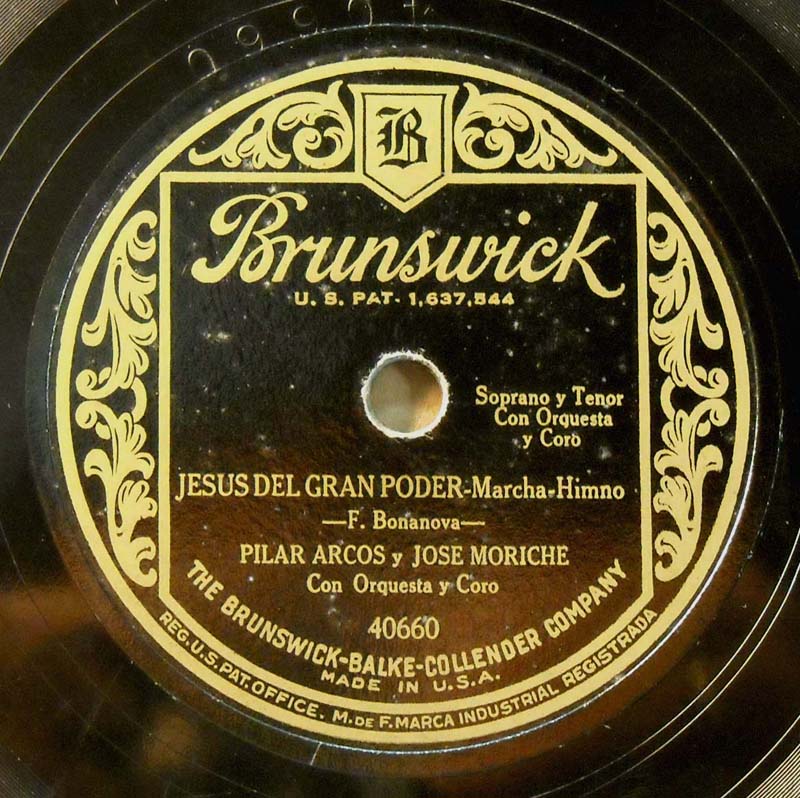 B
Brunswick
U. S. PAT- 1,637,544
Soprano y Tenor
Con Orquesta
y Coro
JESUS DEL GRAN PODER-Marcha-Himno
—F. Bonanova—
PILAR ARCOS y JOSE MORICHE
Con Orquesta y Coro
40660
THE BRUNSWICK-BALKE-COLLENDER COMPANY
MADE IN U.S.A.
REG. U.S. PAT. OFFICE. M. DE F. MARCA INDUSTRIAL REGISTRADA